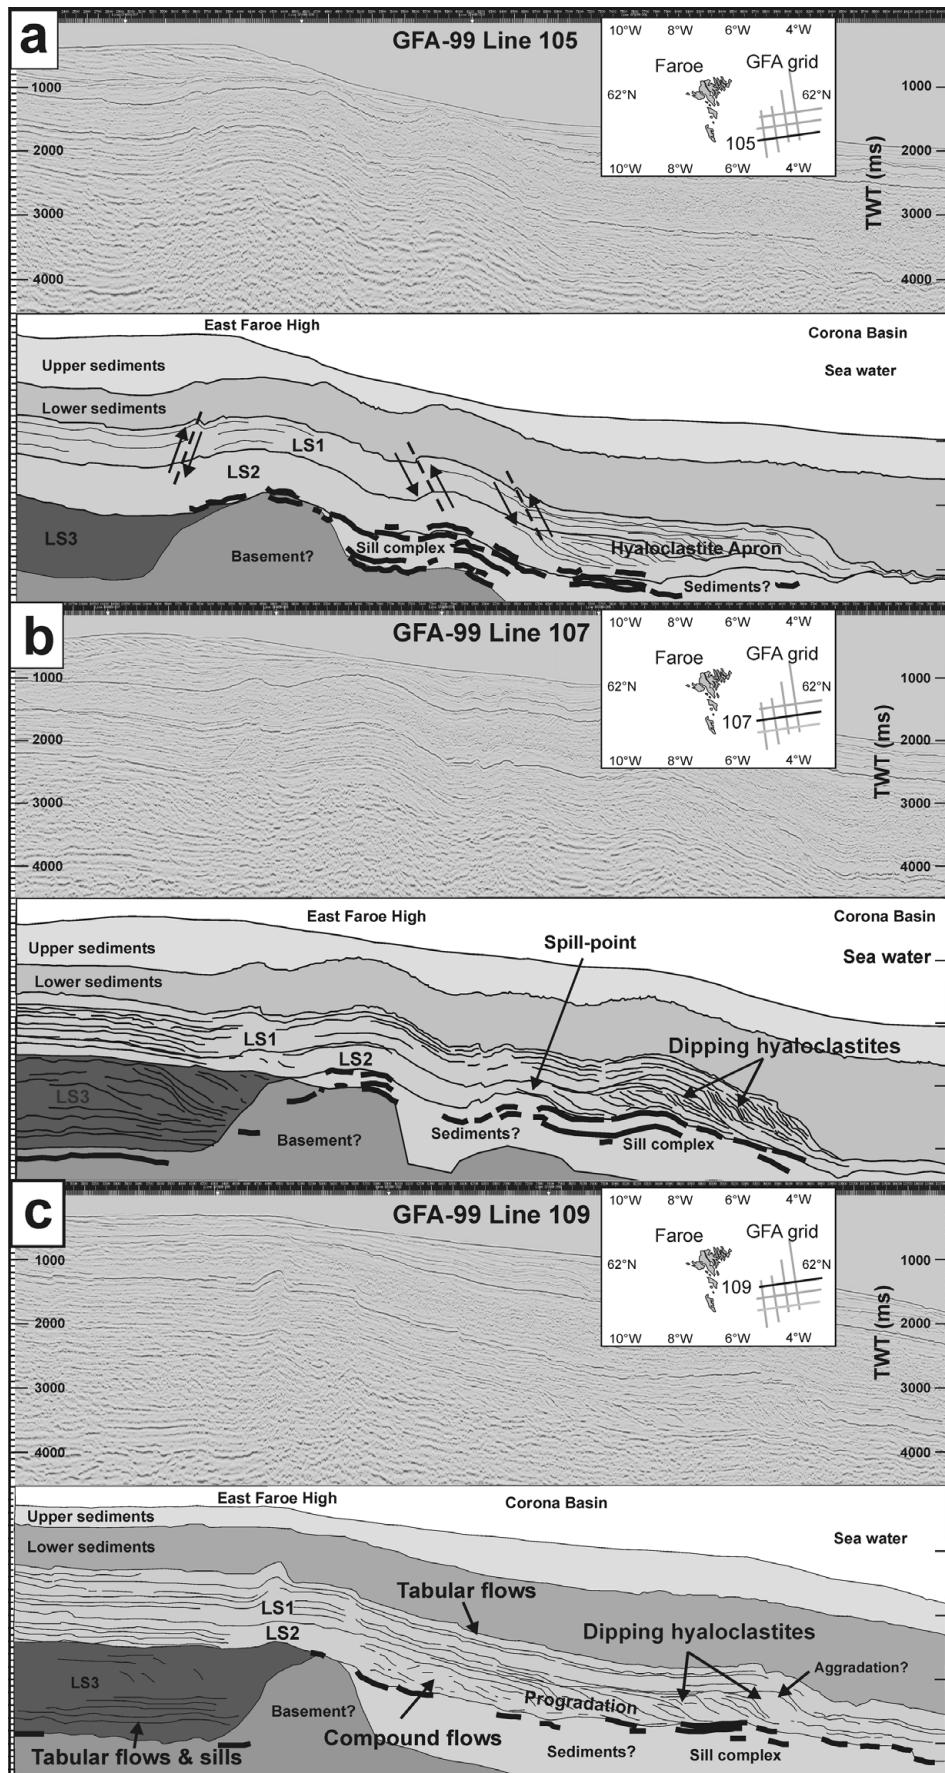 a
GFA-99 Line 105
10°W 8°W 6°W 4°W
Faroe GFA grid
62°N 62°N
105
10°W 8°W 6°W 4°W
1000 1000
2000 2000
3000 3000
4000 4000
TWT (ms)
East Faroe High
Corona Basin
Sea water
Upper sediments
Lower sediments
LS1
LS2
LS3
Basement?
Sill complex
Hyaloclastite Apron
Sediments?
b
GFA-99 Line 107
10°W 8°W 6°W 4°W
Faroe GFA grid
62°N 62°N
107
10°W 8°W 6°W 4°W
1000 1000
2000 2000
3000 3000
4000 4000
TWT (ms)
East Faroe High
Corona Basin
Spill-point
Sea water
Upper sediments
Lower sediments
LS1
Dipping hyaloclastites
LS2
LS3
Basement?
Sediments?
Sill complex
c
GFA-99 Line 109
10°W 8°W 6°W 4°W
Faroe GFA grid
62°N 62°N
109
10°W 8°W 6°W 4°W
1000 1000
2000 2000
3000 3000
4000 4000
TWT (ms)
East Faroe High
Corona Basin
Upper sediments
Sea water
Lower sediments
Tabular flows
LS1
LS2
Dipping hyaloclastites
Aggradation?
LS3
Progradation
Basement?
Compound flows
Tabular flows & sills
Sediments?
Sill complex